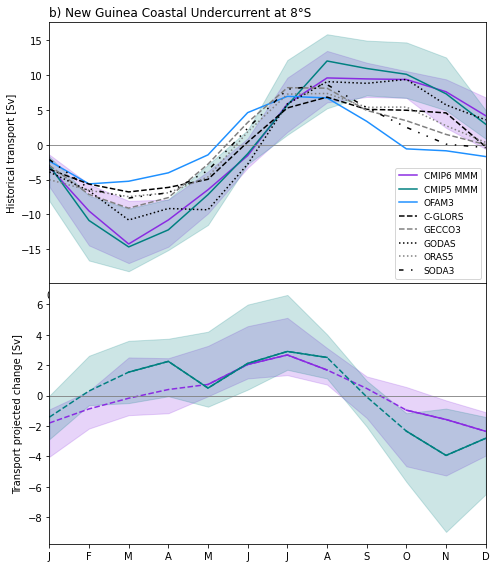 b) New Guinea Coastal Undercurrent at 8°S
15
10
5
0
−5
−10
−15
Historical transport [Sv]
CMIP6 MMM
CMIP5 MMM
OFAM3
C-GLORS
GECCO3
GODAS
ORAS5
SODA3
6
4
2
0
−2
−4
−6
−8
Transport projected change [Sv]
J F M A M J J A S O N D